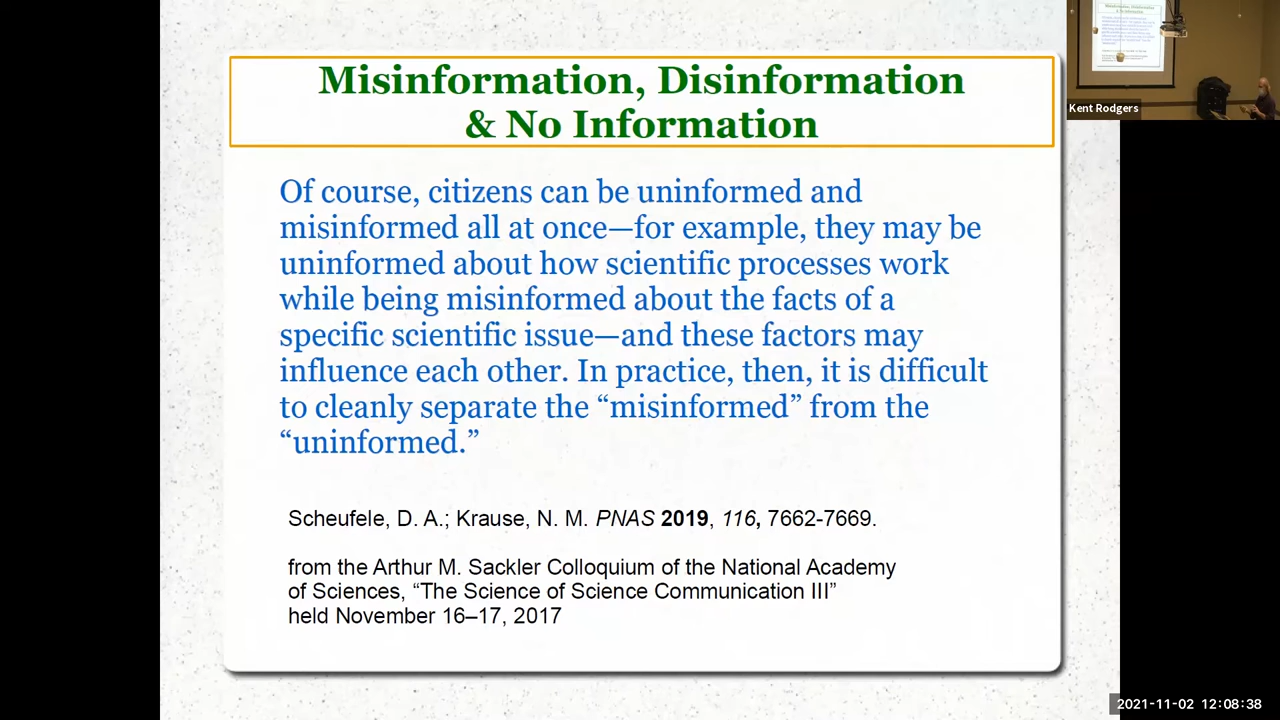 Misinformation, Disinformation
& No Information
Of course, citizens can be uninformed and
misinformed all at once—for example, they may be
uninformed about how scientific processes work
while being misinformed about the facts of a
specific scientific issue—and these factors may
influence each other. In practice, then, it is difficult
to cleanly separate the “misinformed” from the
“uninformed.”
Scheufele, D. A.; Krause, N. M. PNAS 2019, 116, 7662-7669.
from the Arthur M. Sackler Colloquium of the National Academy
of Sciences, “The Science of Science Communication III”
held November 16–17, 2017
Kent Rodgers
2021-11-02 12:08:38